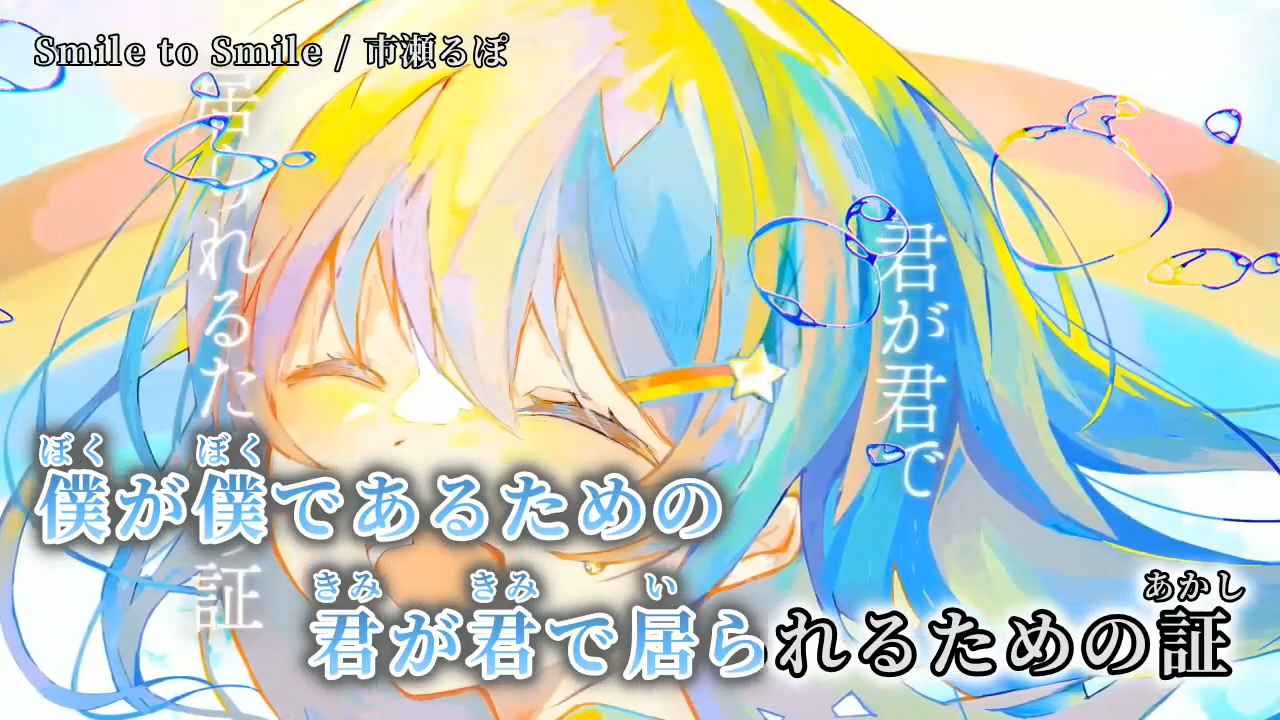 Smile to Smile / 市瀬るぽ
君が君で
居られるた
証
ぼく ぼく
僕が僕であるための
きみ きみ い
君が君で居られるための
あかし
証